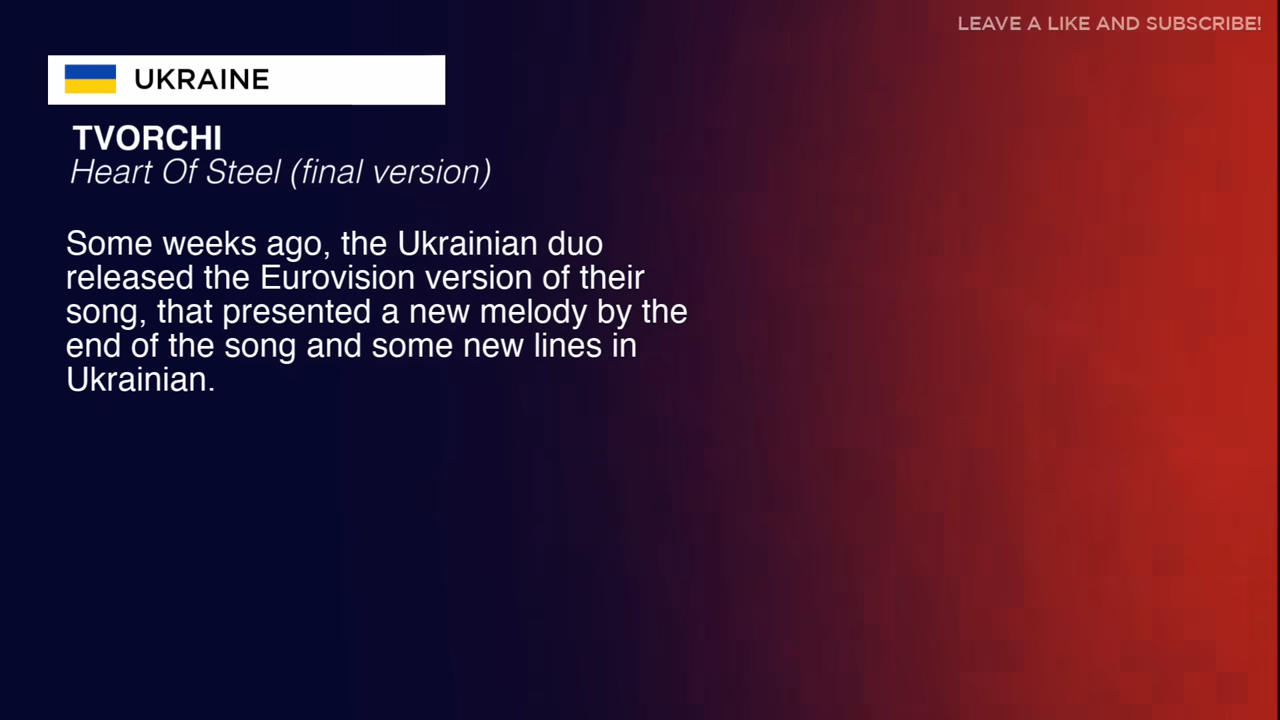 LEAVE A LIKE AND SUBSCRIBE!
UKRAINE
TVORCHI
Heart Of Steel (final version)
Some weeks ago, the Ukrainian duo
released the Eurovision version of their
song, that presented a new melody by the
end of the song and some new lines in
Ukrainian.